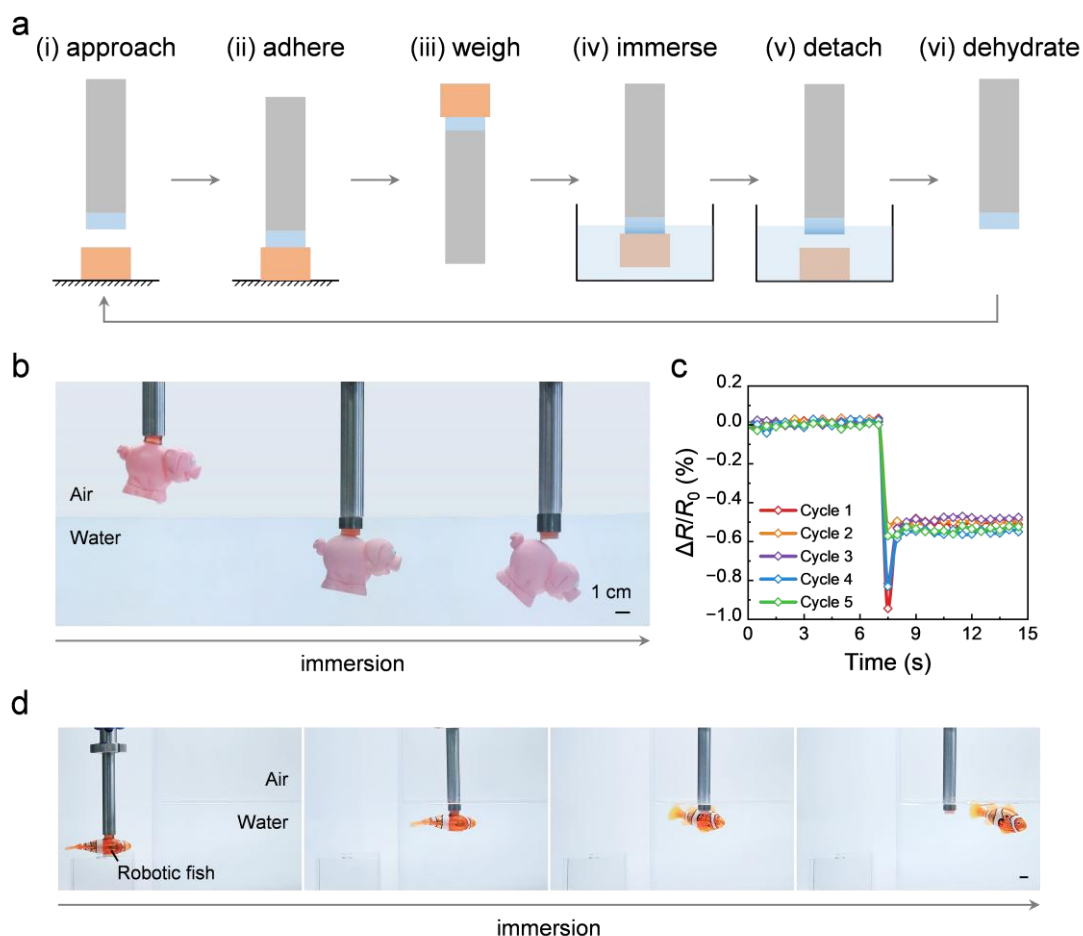 a
(i) approach
(ii) adhere
(iii) weigh
(iv) immerse
(v) detach
(vi) dehydrate
b
Air
Water
1 cm
immersion
c
0.2
0.0
−0.2
−0.4
−0.6
−0.8
−1.0
ΔR/R0 (%)
Cycle 1
Cycle 2
Cycle 3
Cycle 4
Cycle 5
0
3
6
9
12
15
Time (s)
d
Air
Water
Robotic fish
immersion